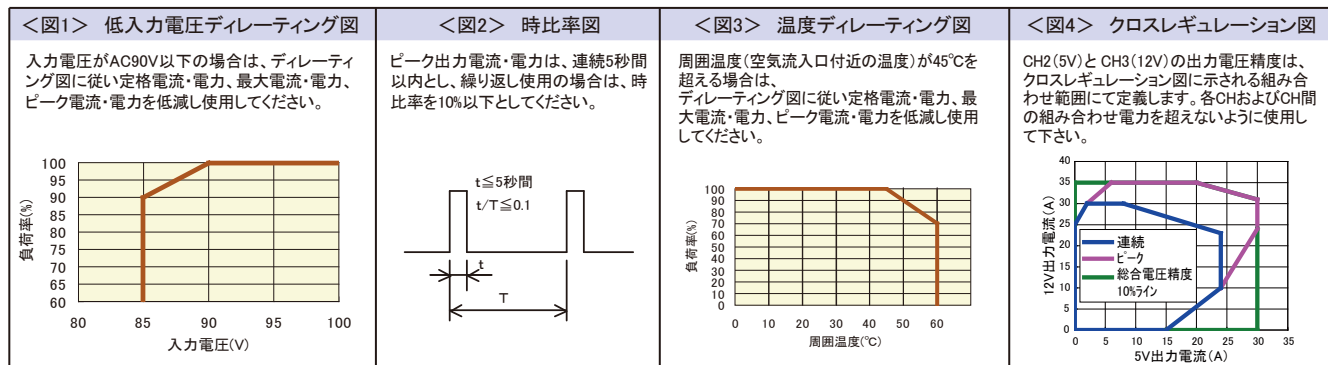 <図1> 低入力電圧ディレーティング図
入力電圧がAC90V以下の場合は、ディレーティ
ング図に従い定格電流・電力、最大電流・電力、
ピーク電流・電力を低減し使用してください。
100
95
90
85
80
75
70
65
60
負荷率(%)
80 85 90 95 100
入力電圧(V)
<図2> 時比率図
ピーク出力電流・電力は、連続5秒間
以内とし、繰り返し使用の場合は、時
比率を10%以下としてください。
t≦5秒間
t/T≦0.1
t
T
<図3> 温度ディレーティング図
周囲温度(空気流入口付近の温度)が45℃を
超える場合は、
ディレーティング図に従い定格電流・電力、最
大電流・電力、ピーク電流・電力を低減し使用
してください。
100
90
80
70
60
50
40
30
20
10
0
負荷率(%)
0 10 20 30 40 50 60
周囲温度(℃)
<図4> クロスレギュレーション図
CH2(5V)と CH3(12V)の出力電圧精度は、
クロスレギュレーション図に示される組み合
わせ範囲にて定義します。各CHおよびCH間
の組み合わせ電力を超えないように使用し
て下さい。
40
35
30
25
20
15
10
5
0
12V出力電流(A)
連続
ピーク
総合電圧精度
10%ライン
0 5 10 15 20 25 30 35
5V出力電流(A)